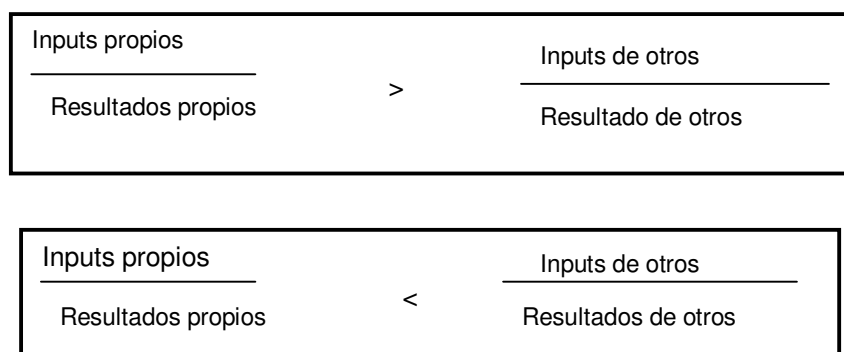 Inputs propios
Inputs de otros
>
Resultados propios
Resultado de otros
Inputs propios
Inputs de otros
<
Resultados propios
Resultados de otros